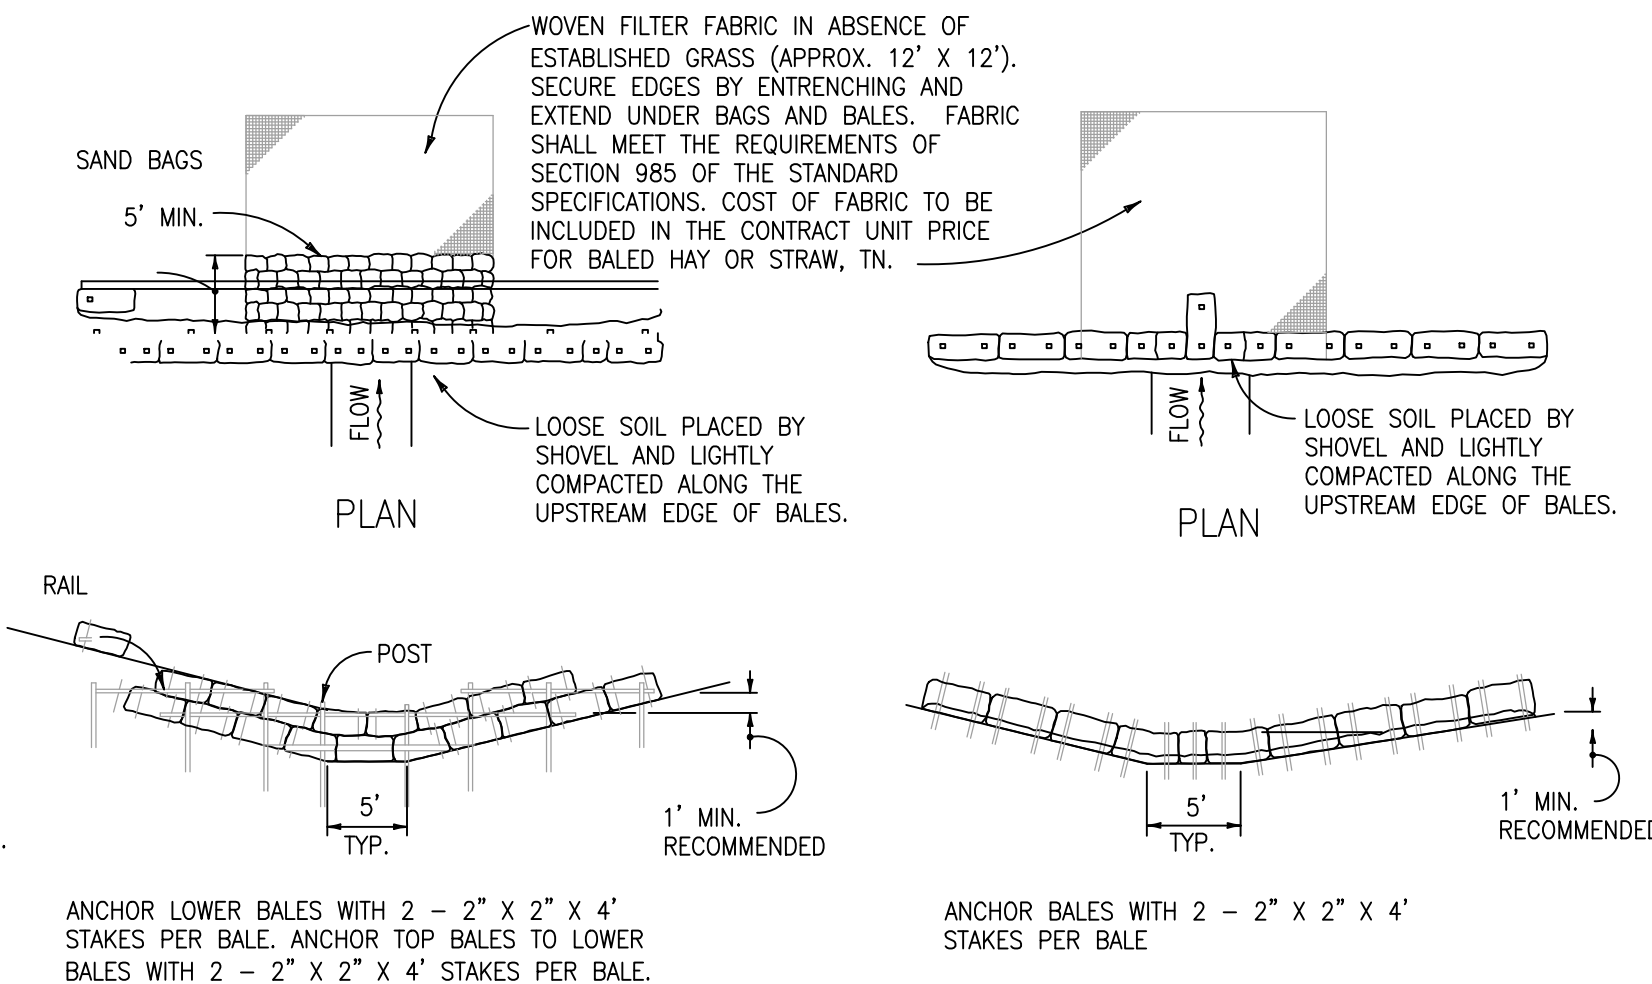 WOVEN FILTER FABRIC IN ABSENCE OF
ESTABLISHED GRASS (APPROX. 12' X 12').
SECURE EDGES BY ENTRENCHING AND
EXTEND UNDER BAGS AND BALES. FABRIC
SHALL MEET THE REQUIREMENTS OF
SECTION 985 OF THE STANDARD
SPECIFICATIONS. COST OF FABRIC TO BE
INCLUDED IN THE CONTRACT UNIT PRICE
FOR BALED HAY OR STRAW, TN.
SAND BAGS
5' MIN.
FLOW
LOOSE SOIL PLACED BY
SHOVEL AND LIGHTLY
COMPACTED ALONG THE
UPSTREAM EDGE OF BALES.
PLAN
FLOW
LOOSE SOIL PLACED BY
SHOVEL AND LIGHTLY
COMPACTED ALONG THE
UPSTREAM EDGE OF BALES.
PLAN
RAIL
POST
5'
TYP.
1' MIN.
RECOMMENDED
.
ANCHOR LOWER BALES WITH 2 – 2” X 2” X 4'
STAKES PER BALE. ANCHOR TOP BALES TO LOWER
BALES WITH 2 – 2” X 2” X 4' STAKES PER BALE.
5'
TYP.
1' MIN.
RECOMMENDED
ANCHOR BALES WITH 2 – 2” X 2” X 4'
STAKES PER BALE